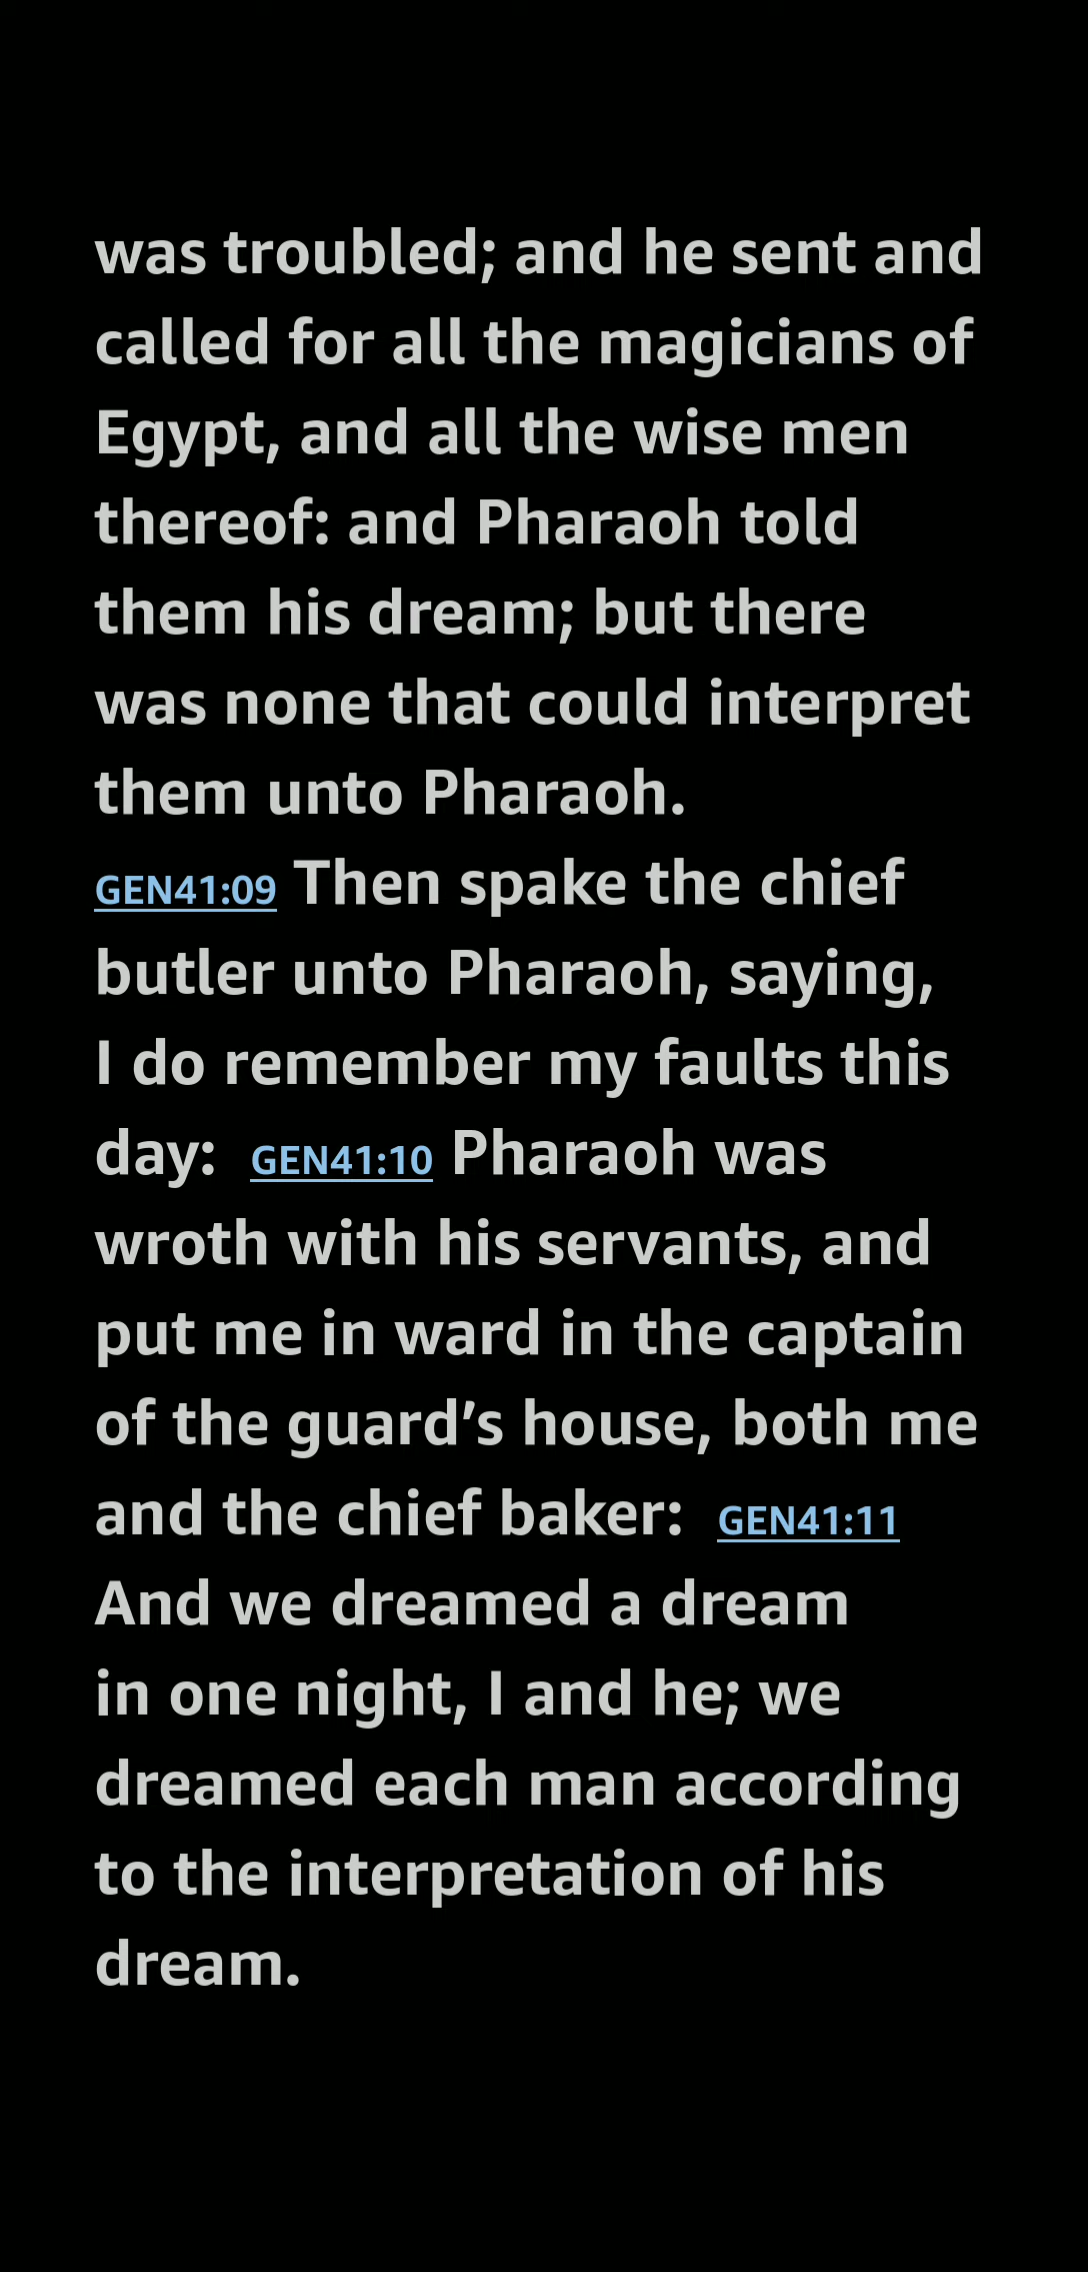 was troubled; and he sent and
called for all the magicians of
Egypt, and all the wise men
thereof: and Pharaoh told
them his dream; but there
was none that could interpret
them unto Pharaoh.
GEN41:09 Then spake the chief
butler unto Pharaoh, saying,
I do remember my faults this
day: GEN41:10 Pharaoh was
wroth with his servants, and
put me in ward in the captain
of the guard’s house, both me
and the chief baker: GEN41:11
And we dreamed a dream
in one night, I and he; we
dreamed each man according
to the interpretation of his
dream.